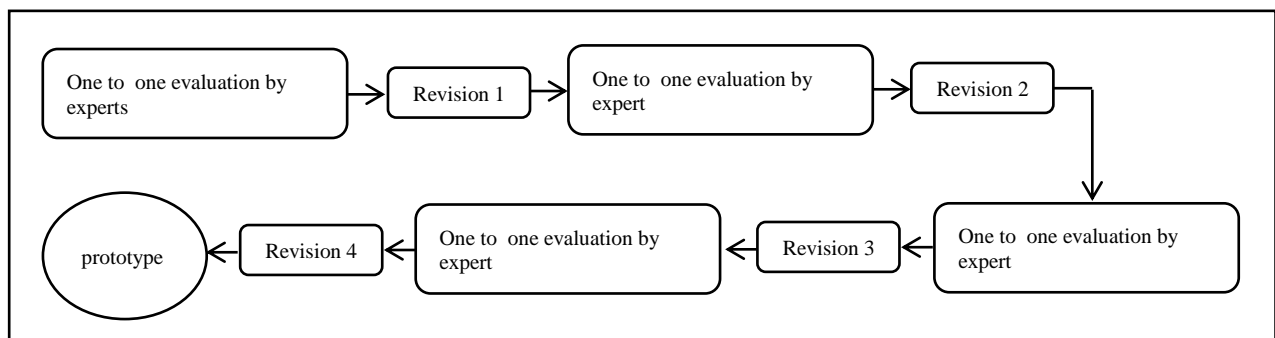 One to  one evaluation by
experts
Revision 1
One to  one evaluation by
expert
Revision 2
One to  one evaluation by
expert
Revision 3
One to  one evaluation by
expert
Revision 4
prototype